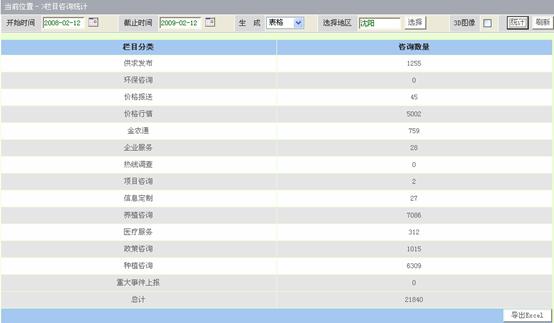 当前位置->栏目咨询统计
开始时间 2008-02-12 截止时间 2009-02-12 生 成 表格 选择地区 沈阳 选择 3D图像 统计 刷新
栏目分类 咨询数量
供求发布 1255
环保咨询 0
价格报送 45
价格行情 5002
金农通 759
企业服务 28
热线调查 0
项目咨询 2
信息定制 27
养殖咨询 7086
医疗服务 312
政策咨询 1015
种植咨询 6309
重大事件上报 0
总计 21840
导出Excel